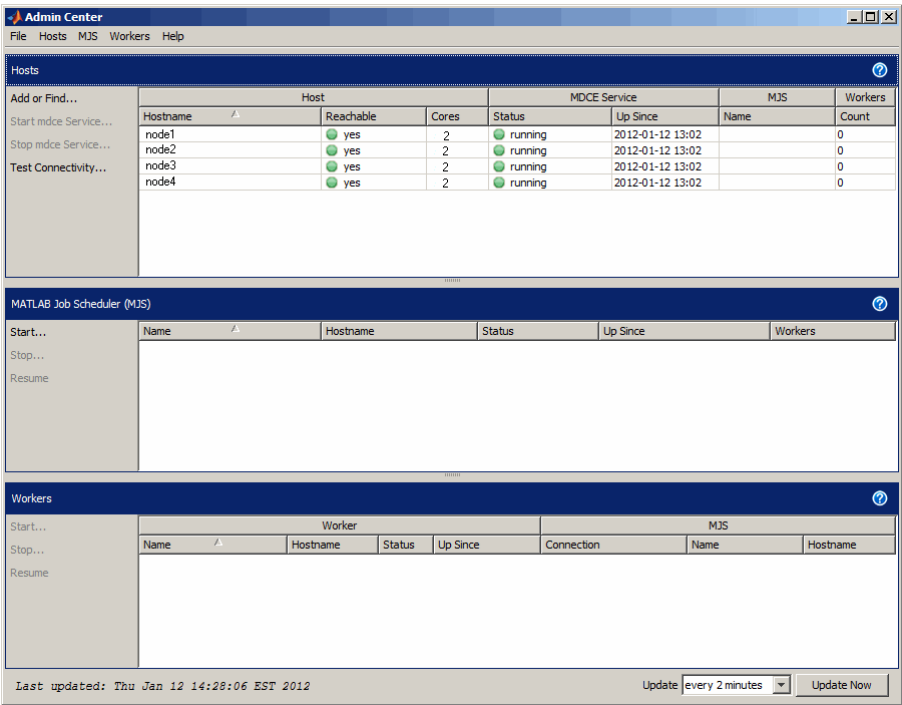 Admin Center
File Hosts MJS Workers Help
Hosts
Add or Find...
Start mdce Service...
Stop mdce Service...
Test Connectivity...
Host MDCE Service MJS Workers
Hostname Reachable Cores Status Up Since Name Count
node1 yes 2 running 2012-01-12 13:02 0
node2 yes 2 running 2012-01-12 13:02 0
node3 yes 2 running 2012-01-12 13:02 0
node4 yes 2 running 2012-01-12 13:02 0
MATLAB Job Scheduler (MJS)
Start...
Stop...
Resume
Name Hostname Status Up Since Workers
Workers
Start...
Stop...
Resume
Worker MJS
Name Hostname Status Up Since Connection Name Hostname
Last updated: Thu Jan 12 14:28:06 EST 2012 Update every 2 minutes Update Now